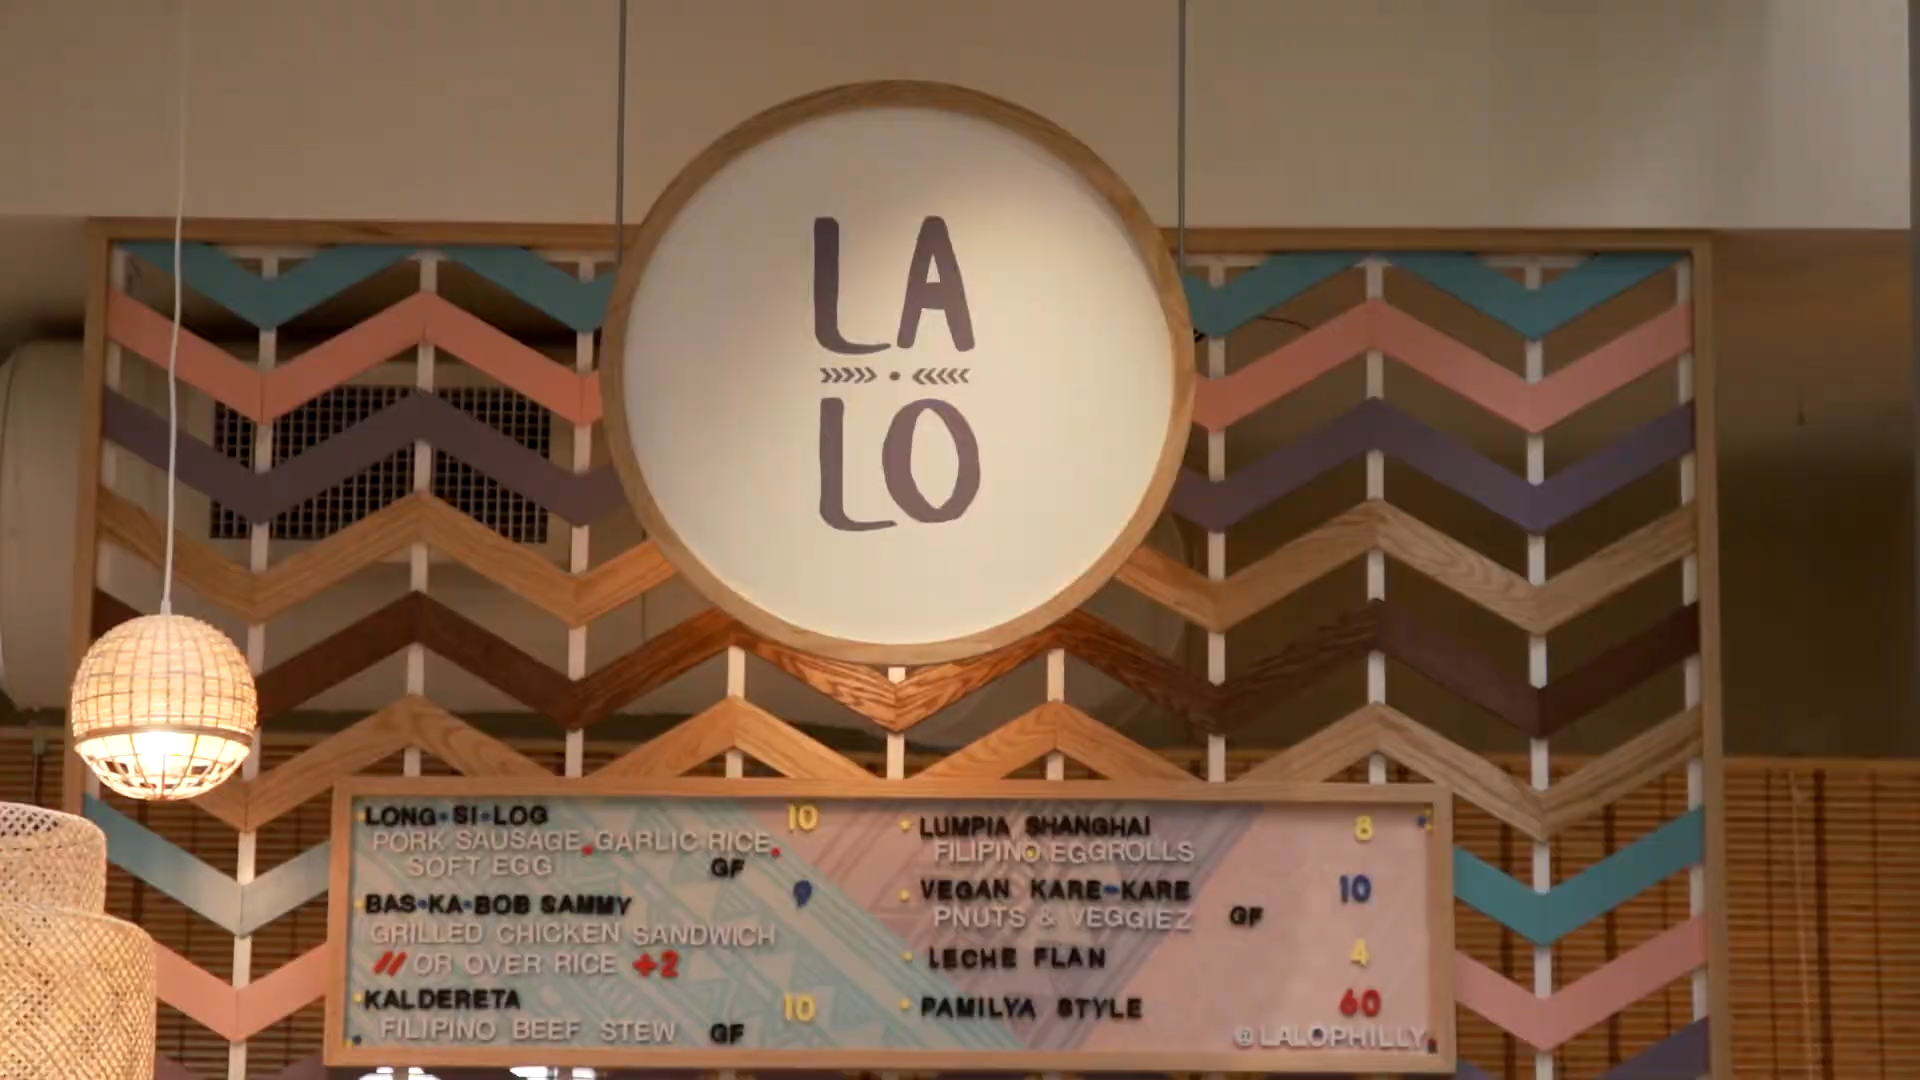 LA
LO
LONG•SI•LOG 10
PORK SAUSAGE, GARLIC RICE,
SOFT EGG GF
BAS•KA•BOB SAMMY 9
GRILLED CHICKEN SANDWICH
// OR OVER RICE +2
KALDERETA 10
FILIPINO BEEF STEW GF
LUMPIA SHANGHAI 8
FILIPINO EGGROLLS
VEGAN KARE-KARE 10
PNUTS & VEGGIEZ GF
LECHE FLAN 4
PAMILYA STYLE 60
@LALOPHILLY